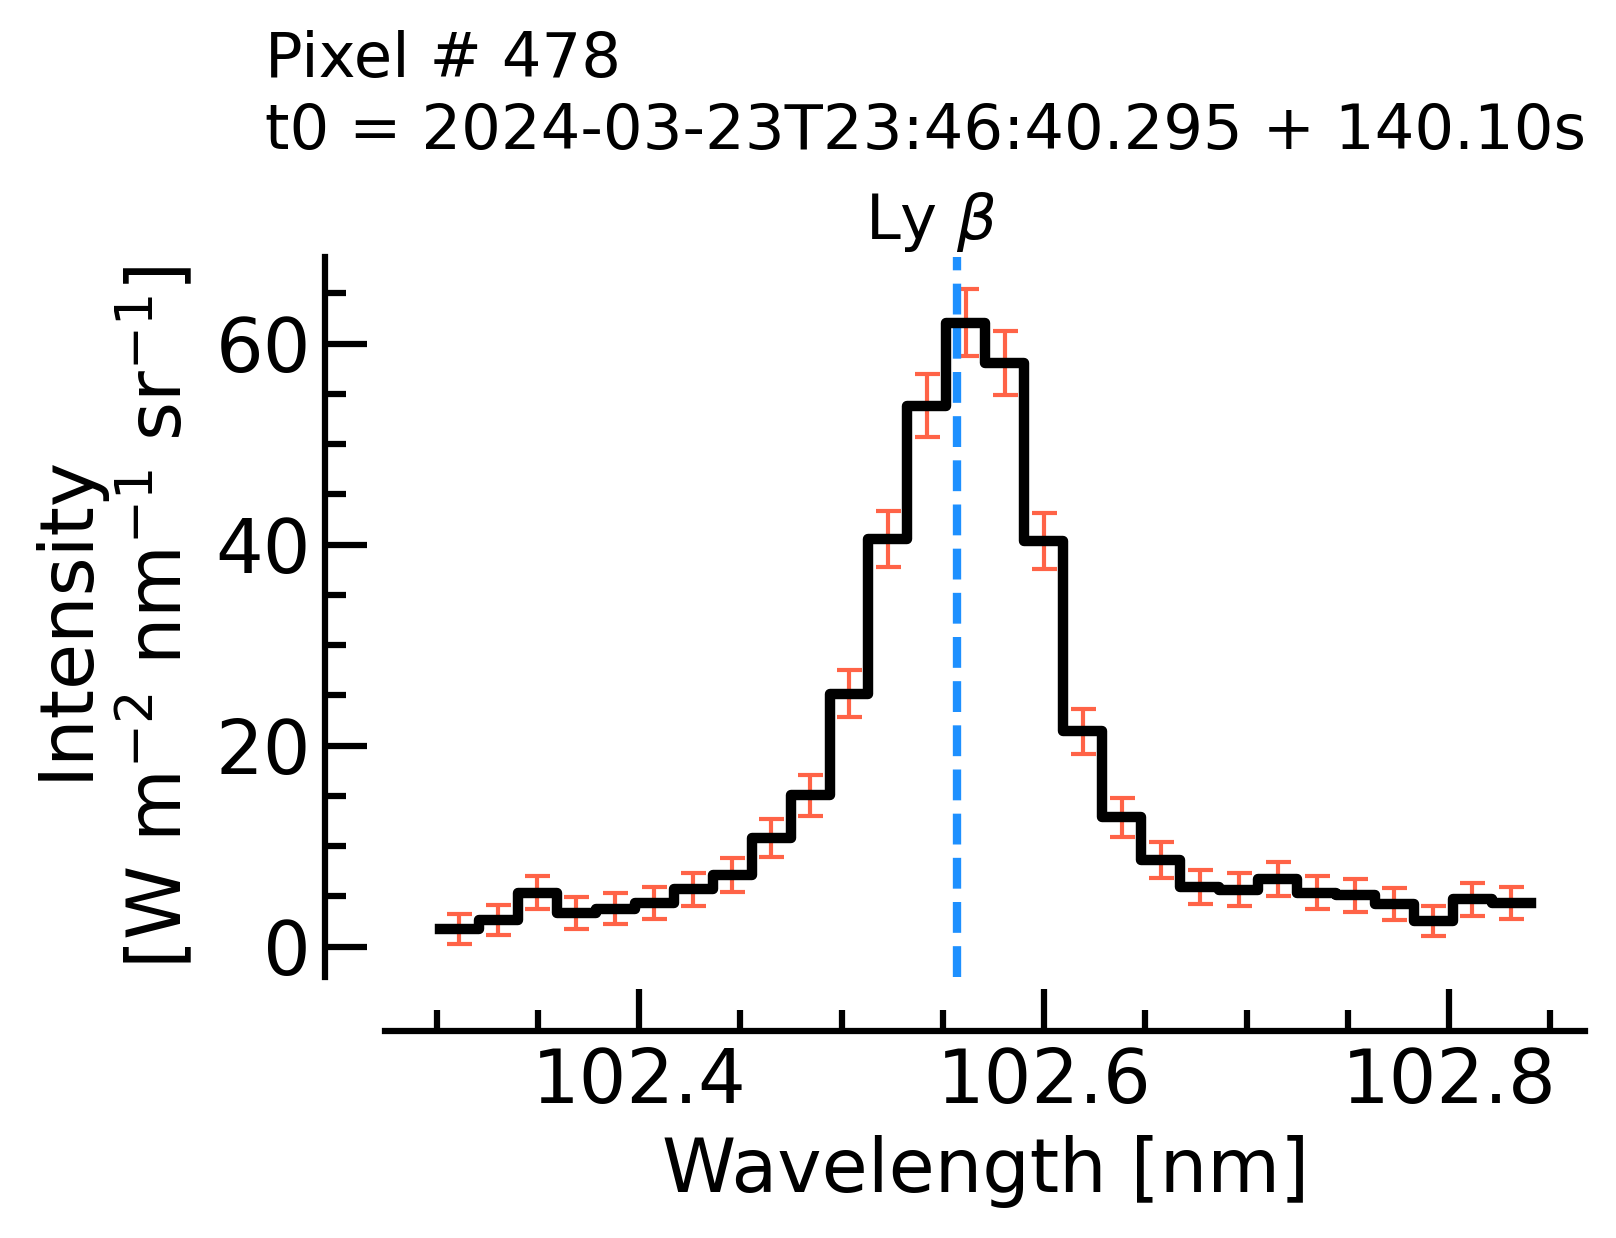 Pixel # 478
t0 = 2024-03-23T23:46:40.295 + 140.10s
Ly β
Intensity
[W m⁻² nm⁻¹ sr⁻¹]
60
40
20
0
102.4 102.6 102.8
Wavelength [nm]